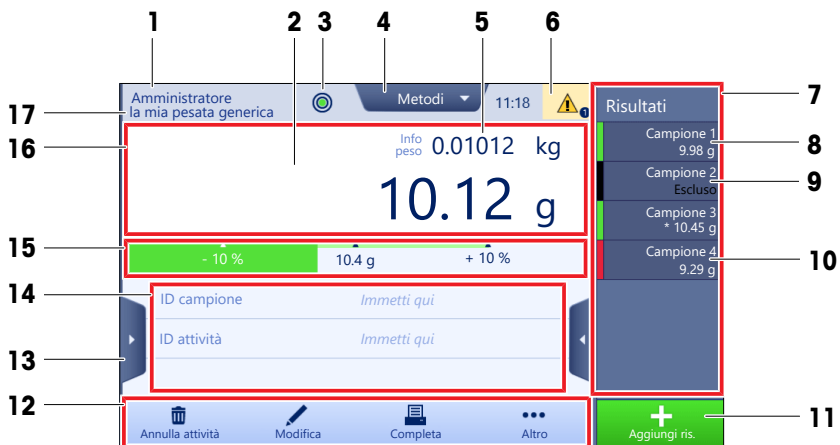 1
2
3
4
5
6
7
Amministratore
la mia pesata generica
Metodi
11:18
1
Risultati
17
16
Info
peso
0.01012 kg
10.12 g
Campione 1
9.98 g
8
Campione 2
Escluso
9
Campione 3
* 10.45 g
Campione 4
9.29 g
10
15
- 10 %
10.4 g
+ 10 %
14
ID campione
Immetti qui
ID attività
Immetti qui
13
12
Annulla attività
Modifica
Completa
Altro
Aggiungi ris.
11